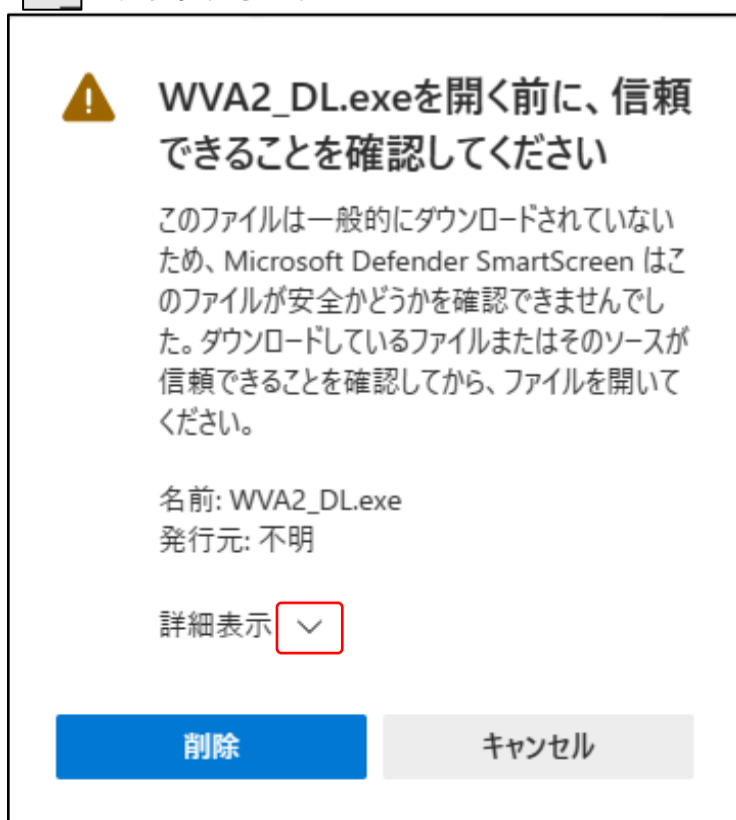 WVA2_DL.exeを開く前に、信頼
できることを確認してください
このファイルは一般的にダウンロードされていない
ため、Microsoft Defender SmartScreen はこ
のファイルが安全かどうかを確認できませんでし
た。ダウンロードしているファイルまたはそのソースが
信頼できることを確認してから、ファイルを開いて
ください。
名前: WVA2_DL.exe
発行元: 不明
詳細表示
削除
キャンセル